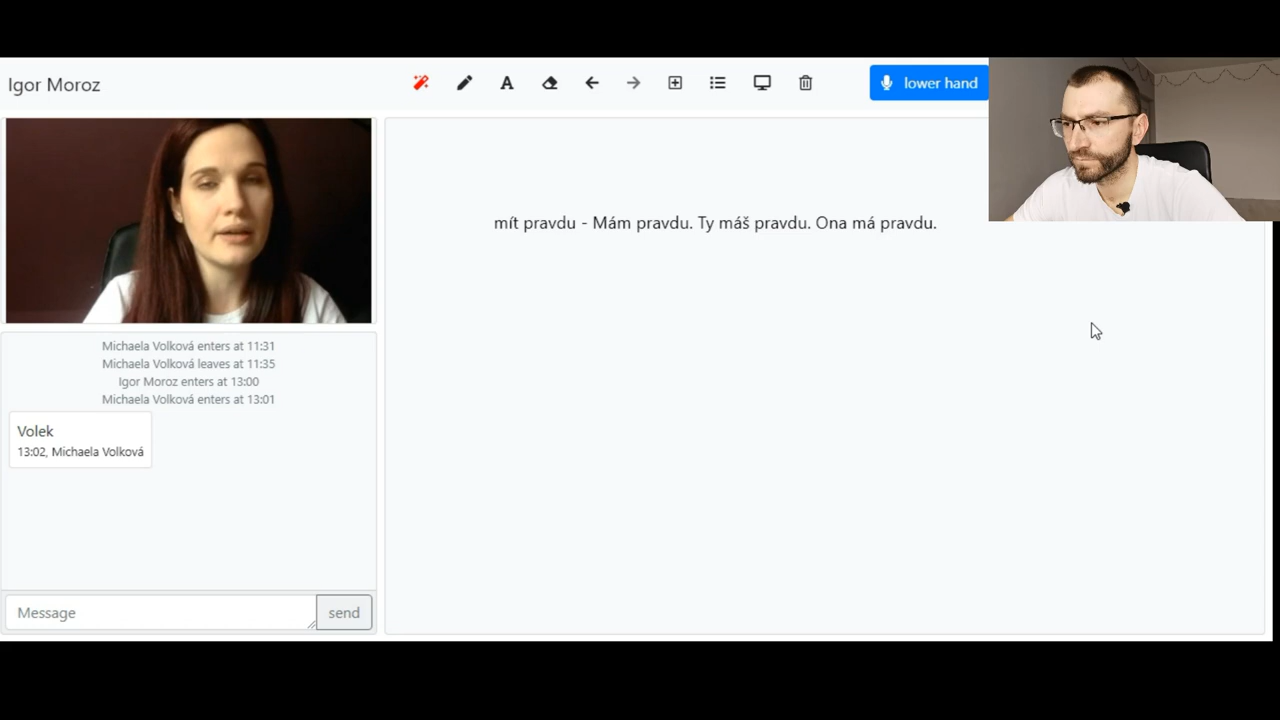 Igor Moroz
A
lower hand
mít pravdu - Mám pravdu. Ty máš pravdu. Ona má pravdu.
Michaela Volková enters at 11:31
Michaela Volková leaves at 11:35
Igor Moroz enters at 13:00
Michaela Volková enters at 13:01
Volek
13:02, Michaela Volková
Message
send